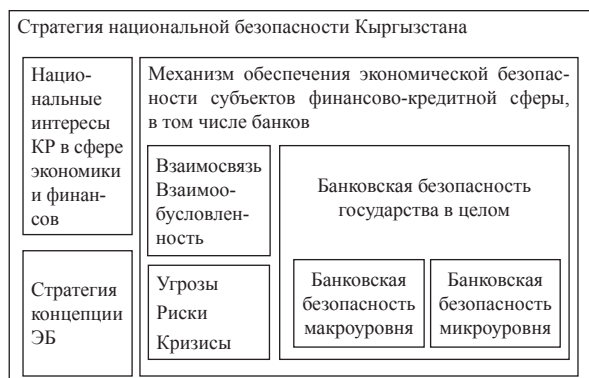 Стратегия национальной безопасности Кыргызстана
Нацио-
нальные
интересы
КР в сфере
экономики
и финан-
сов
Стратегия
концепции
ЭБ
Механизм обеспечения экономической безопас-
ности субъектов финансово-кредитной сферы,
в том числе банков
Взаимосвязь
Взаимоо-
бусловлен-
ность
Угрозы
Риски
Кризисы
Банковская безопасность
государства в целом
Банковская
безопасность
макроуровня
Банковская
безопасность
микроуровня